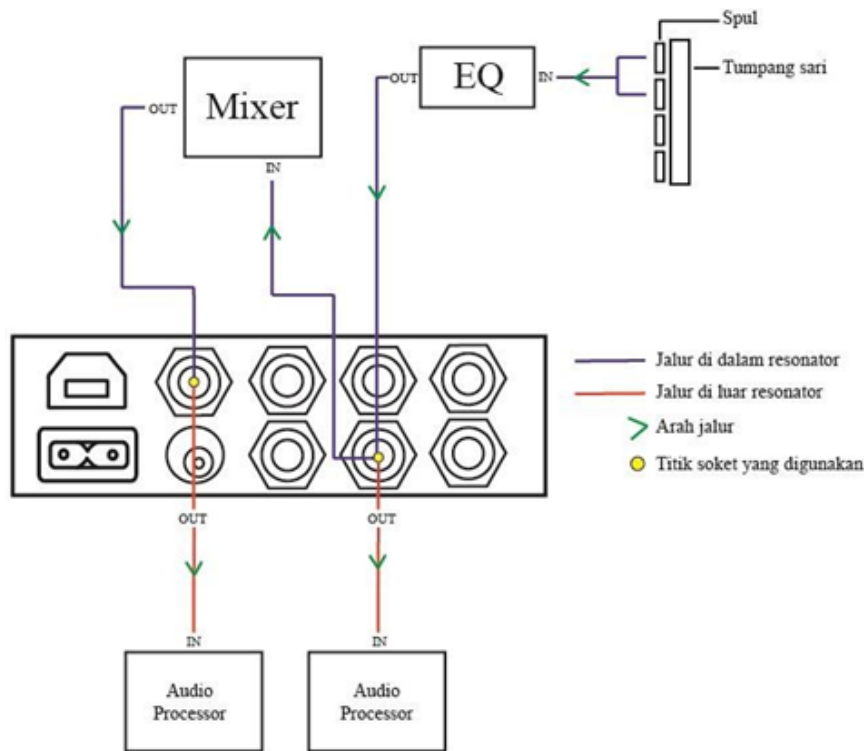 Spul
Tumpang sari
OUT
Mixer
IN
OUT
EQ
IN
Jalur di dalam resonator
Jalur di luar resonator
Arah jalur
Titik soket yang digunakan
OUT
OUT
IN
IN
Audio
Processor
Audio
Processor